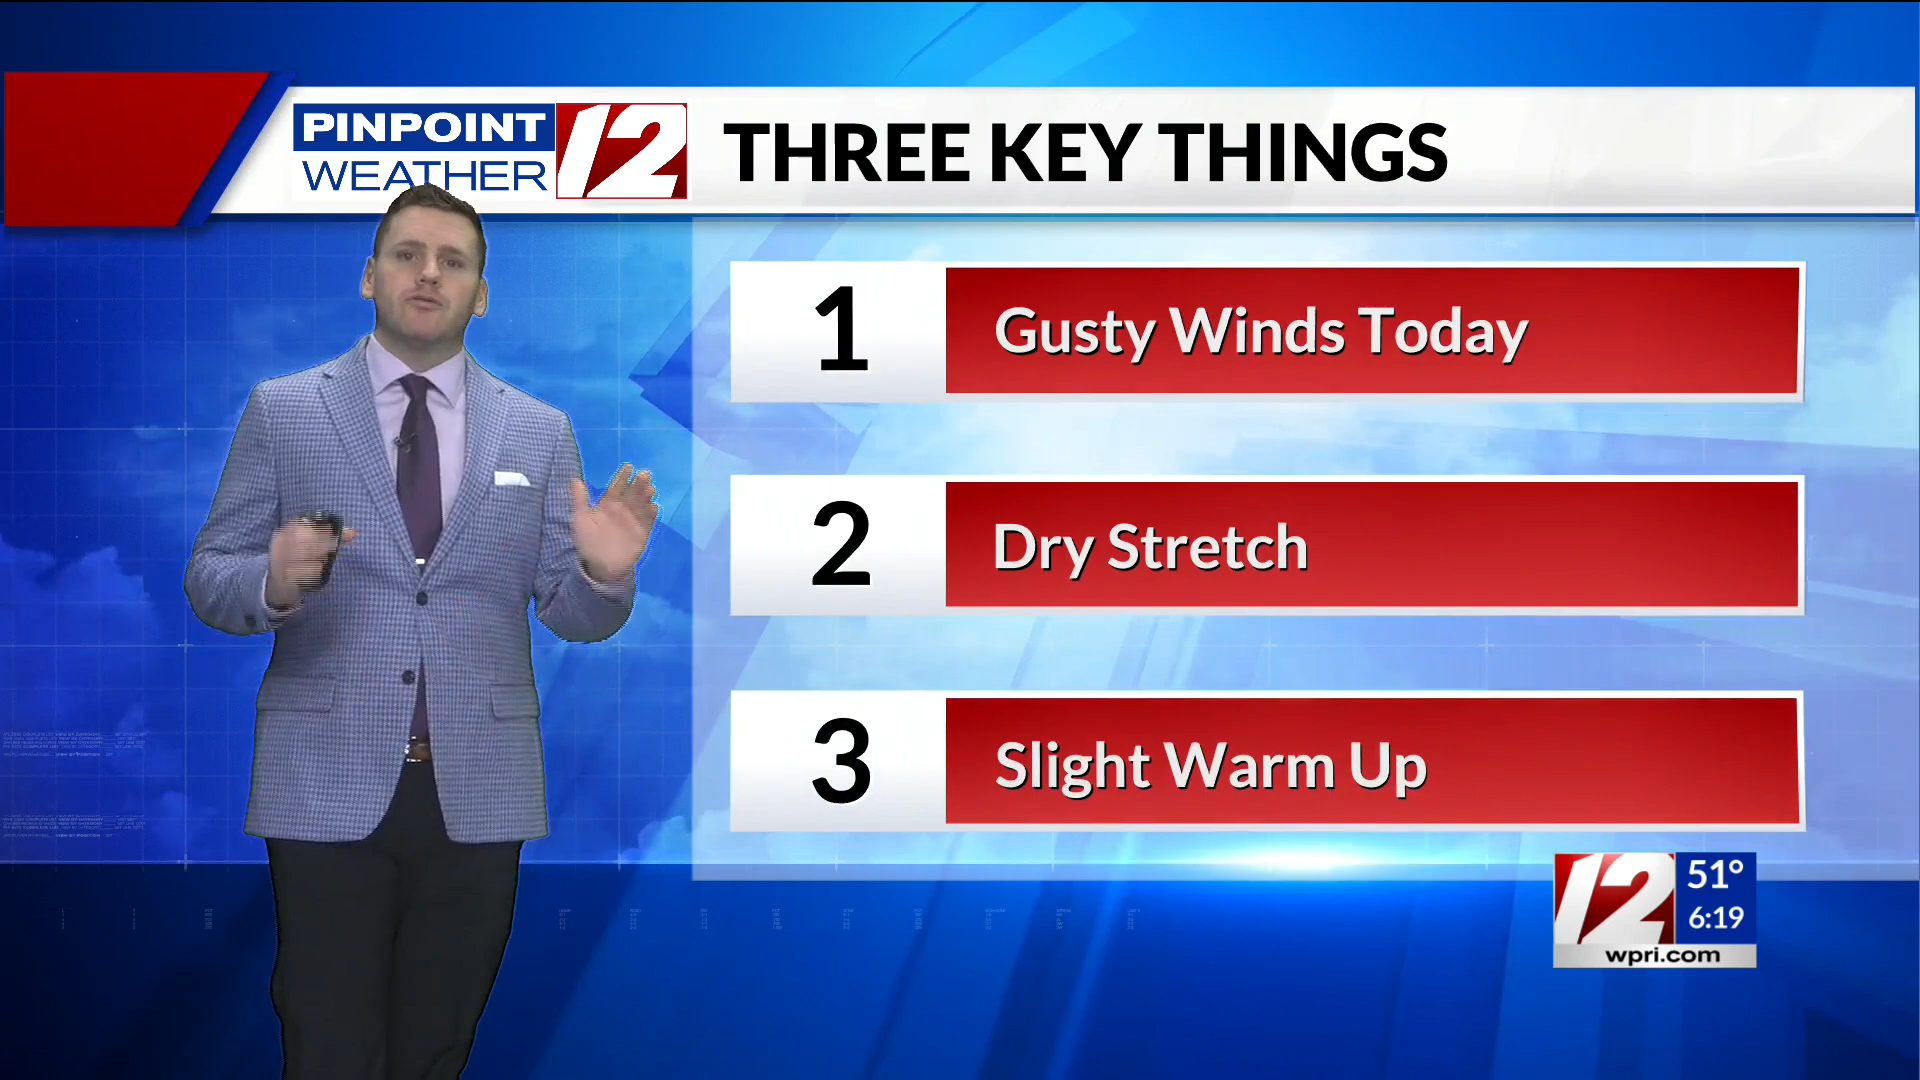 PINPOINT
WEATHER
12
THREE KEY THINGS
1
Gusty Winds Today
2
Dry Stretch
3
Slight Warm Up
12
51°
6:19
wpri.com